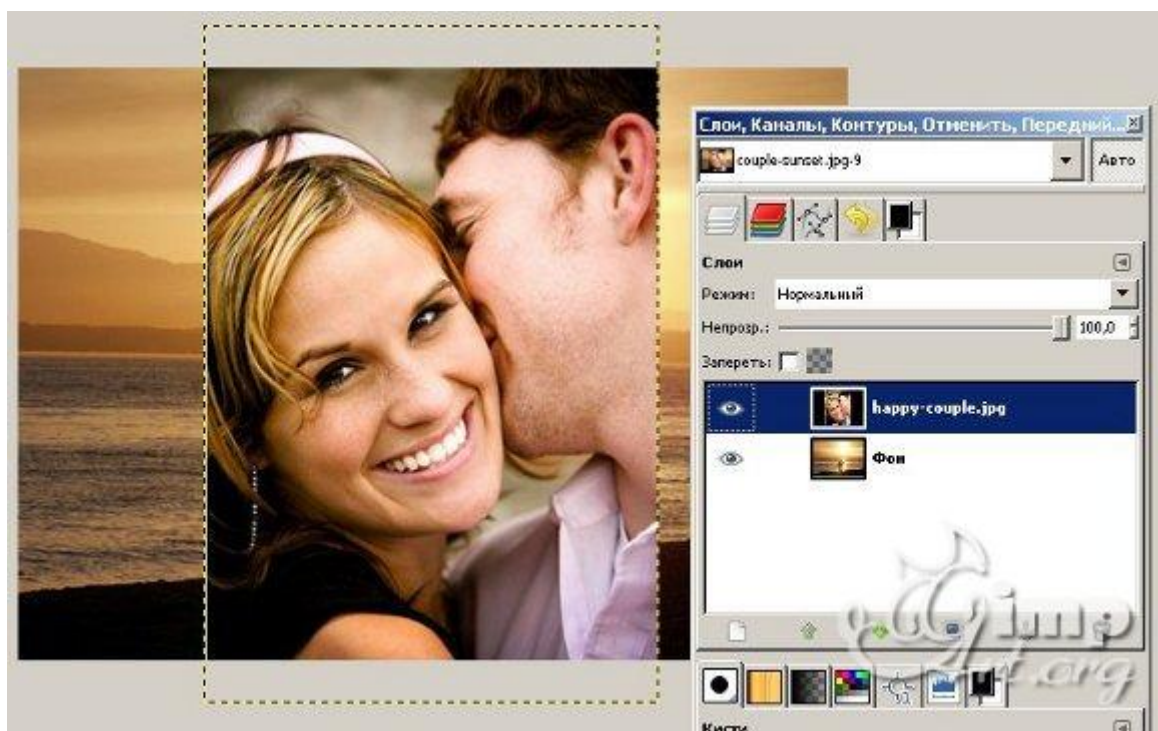 Слои, Каналы, Контуры, Отменить, Передний...
couple-sunset.jpg-9
Авто
Слои
Режим: Нормальный
Непрозр.: 100,0
Запереть:
happy-couple.jpg
Фон
Gimp
Art.org
Кисти